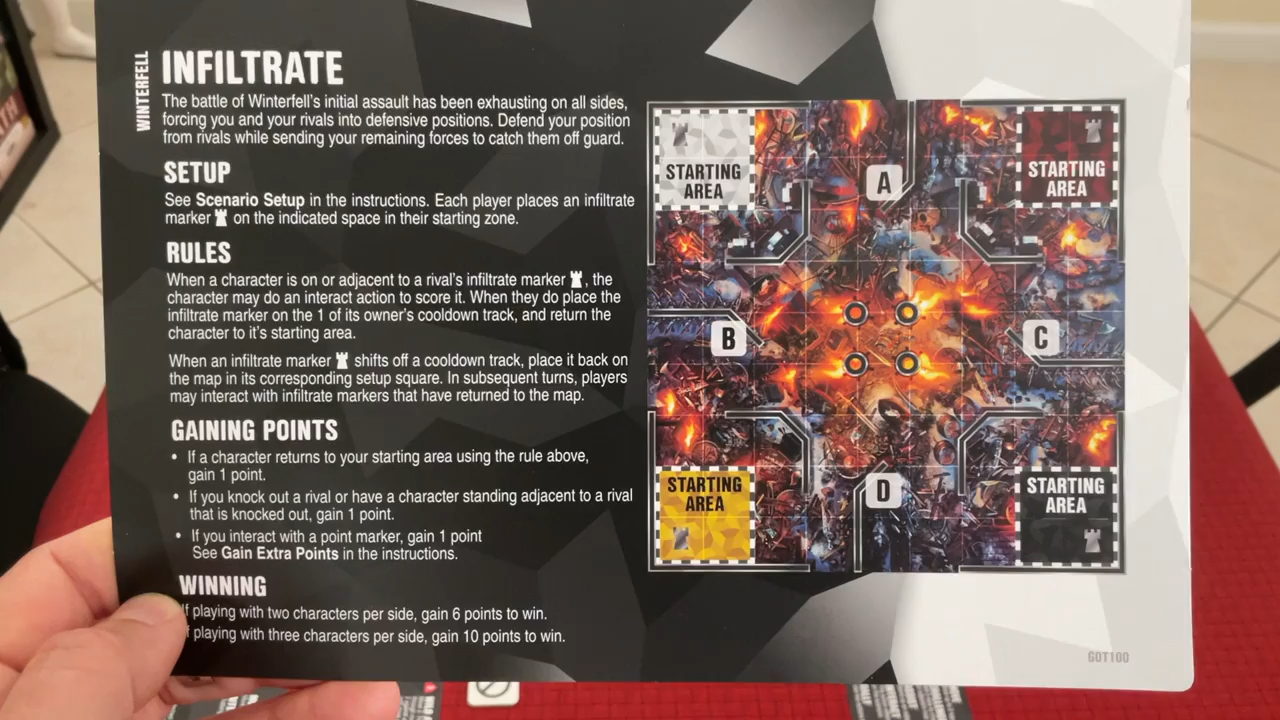 WINTERFELL
INFILTRATE
The battle of Winterfell's initial assault has been exhausting on all sides,
forcing you and your rivals into defensive positions. Defend your position
from rivals while sending your remaining forces to catch them off guard.
SETUP
See Scenario Setup in the instructions. Each player places an infiltrate
marker on the indicated space in their starting zone.
RULES
When a character is on or adjacent to a rival's infiltrate marker , the
character may do an interact action to score it. When they do place the
infiltrate marker on the 1 of its owner's cooldown track, and return the
character to it's starting area.
When an infiltrate marker shifts off a cooldown track, place it back on
the map in its corresponding setup square. In subsequent turns, players
may interact with infiltrate markers that have returned to the map.
GAINING POINTS
• If a character returns to your starting area using the rule above,
gain 1 point.
• If you knock out a rival or have a character standing adjacent to a rival
that is knocked out, gain 1 point.
• If you interact with a point marker, gain 1 point
See Gain Extra Points in the instructions.
WINNING
If playing with two characters per side, gain 6 points to win.
If playing with three characters per side, gain 10 points to win.
STARTING
AREA
A
STARTING
AREA
B
C
STARTING
AREA
D
STARTING
AREA
GOT100